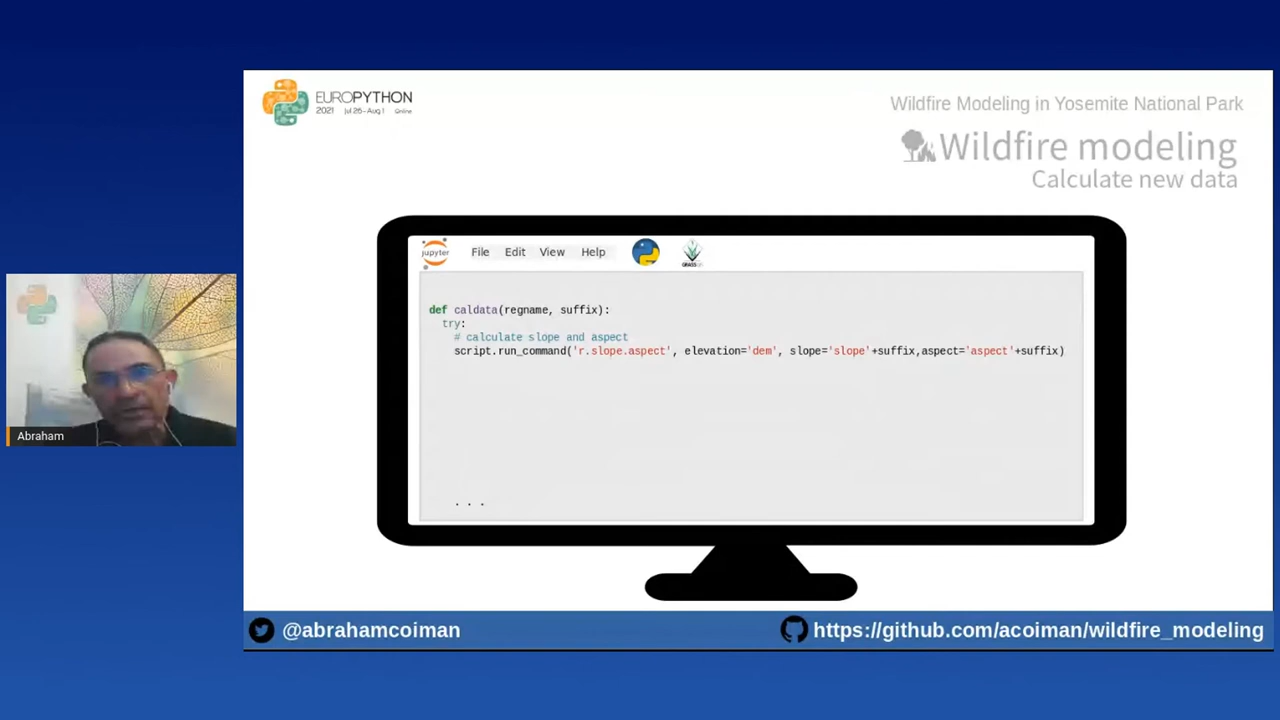 EUROPYTHON
2021 Jul 26-Aug 1 Online
Wildfire Modeling in Yosemite National Park
Wildfire modeling
Calculate new data
jupyter File Edit View Help
def caldata(regname, suffix):
try:
# calculate slope and aspect
script.run_command('r.slope.aspect', elevation='dem', slope='slope'+suffix,aspect='aspect'+suffix)
. . .
Abraham
@abrahamcoiman
https://github.com/acoiman/wildfire_modeling